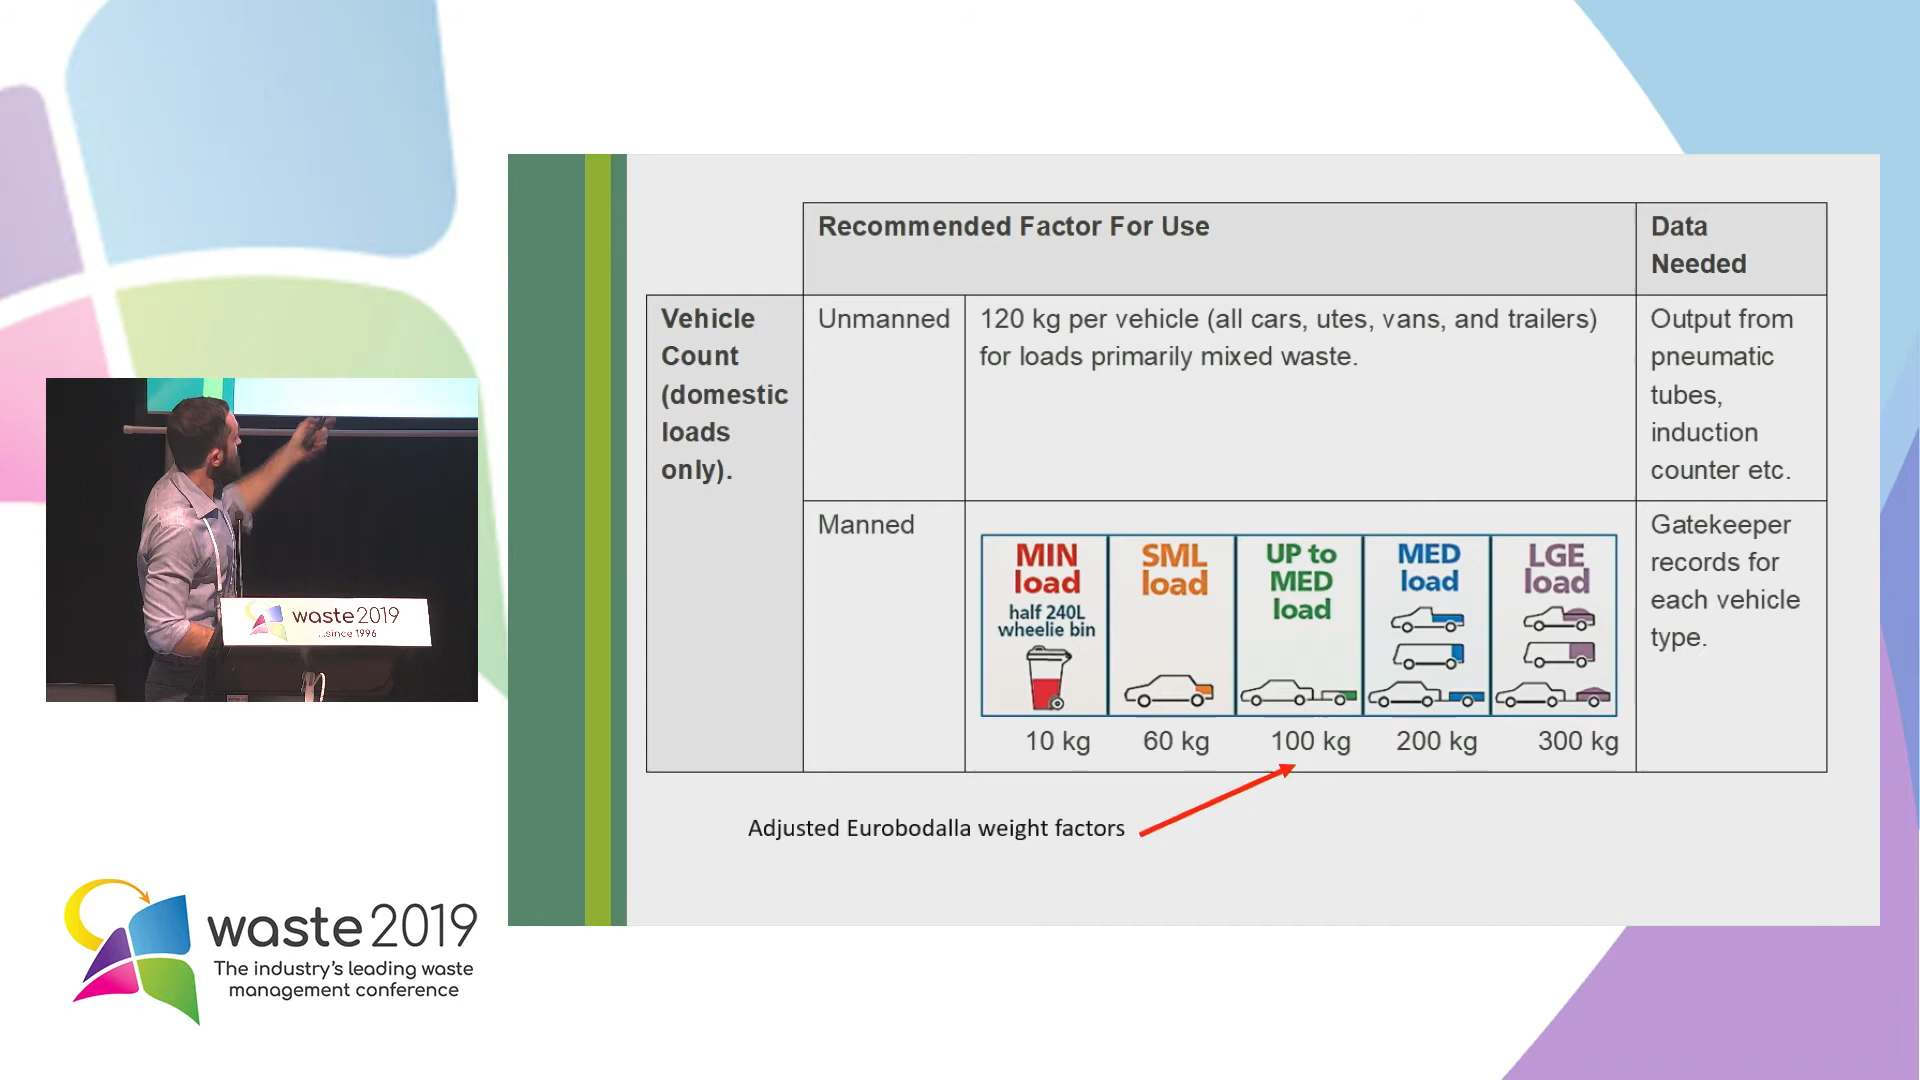 Recommended Factor For Use
Data
Needed
Vehicle
Count
(domestic
loads
only).
Unmanned
120 kg per vehicle (all cars, utes, vans, and trailers)
for loads primarily mixed waste.
Output from
pneumatic
tubes,
induction
counter etc.
Manned
MIN
load
half 240L
wheelie bin
SML
load
UP to
MED
load
MED
load
LGE
load
10 kg
60 kg
100 kg
200 kg
300 kg
Gatekeeper
records for
each vehicle
type.
Adjusted Eurobodalla weight factors
waste2019
...since 1996
waste2019
The industry's leading waste
management conference